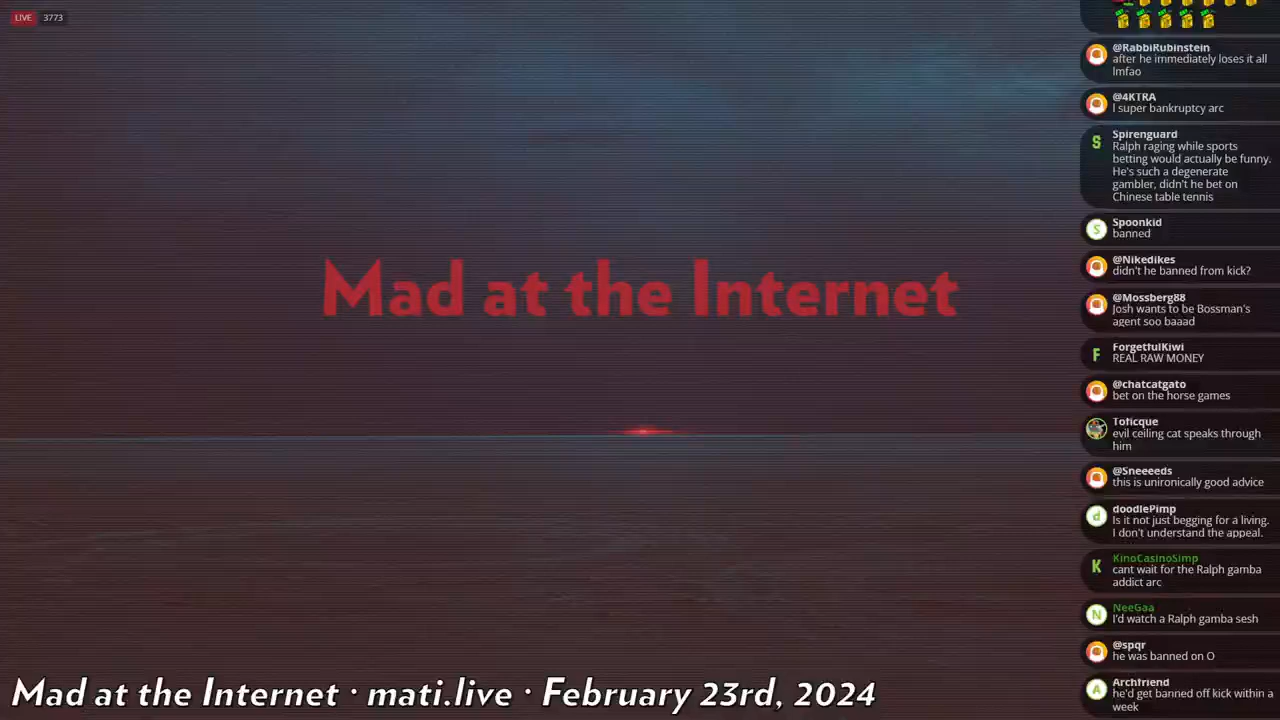 LIVE 3773
Mad at the Internet
@RabbiRubinstein
after he immediately loses it all
lmfao
@4KTRA
I super bankruptcy arc
Spirenguard
Ralph raging while sports
betting would actually be funny.
He's such a degenerate
gambler, didn't he bet on
Chinese table tennis
Spoonkid
banned
@Nikedikes
didn't he banned from kick?
@Mossberg88
Josh wants to be Bossman's
agent soo baaad
ForgetfulKiwi
REAL RAW MONEY
@chatcatgato
bet on the horse games
Toficque
evil ceiling cat speaks through
him
@Sneeeeds
this is unironically good advice
doodlePimp
Is it not just begging for a living.
I don't understand the appeal.
KinoCasinoSimp
cant wait for the Ralph gamba
addict arc
NeeGaa
I'd watch a Ralph gamba sesh
@spqr
he was banned on O
Archfriend
he'd get banned off kick within a
week
Mad at the Internet · mati.live · February 23rd, 2024